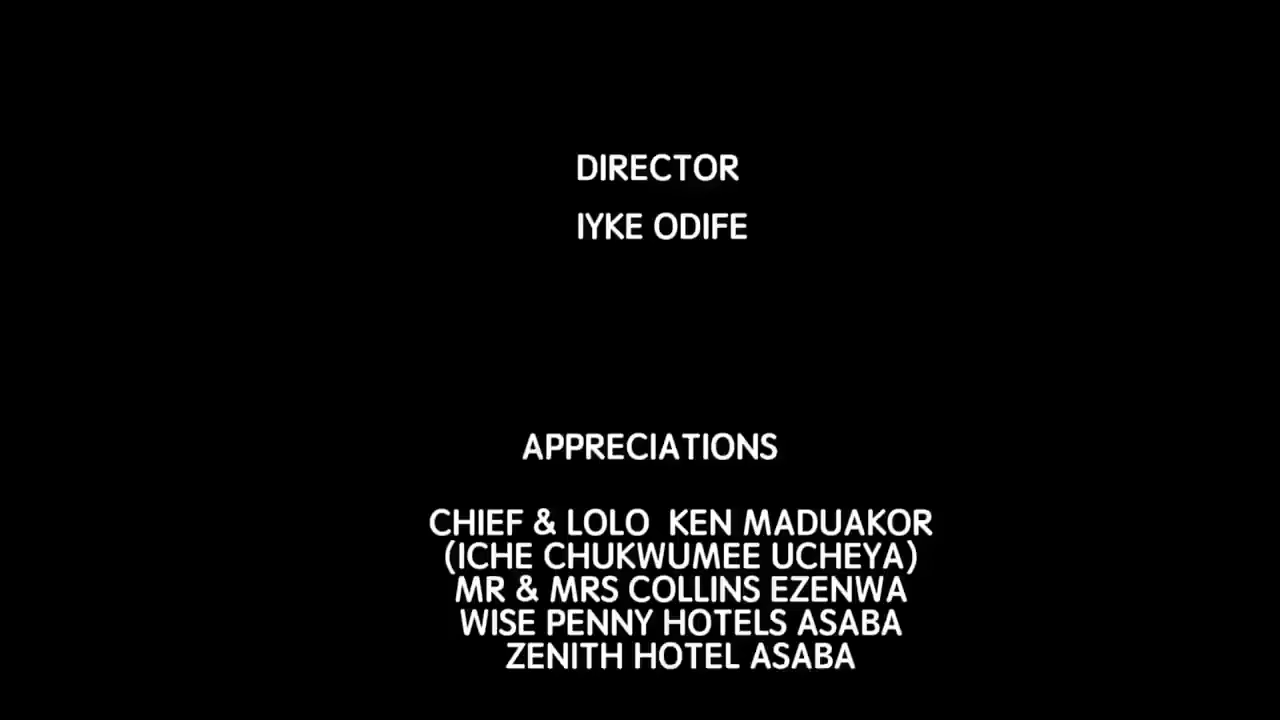 DIRECTOR
IYKE ODIFE
APPRECIATIONS
CHIEF & LOLO  KEN MADUAKOR
(ICHE CHUKWUMEE UCHEYA)
MR & MRS COLLINS EZENWA
WISE PENNY HOTELS ASABA
ZENITH HOTEL ASABA